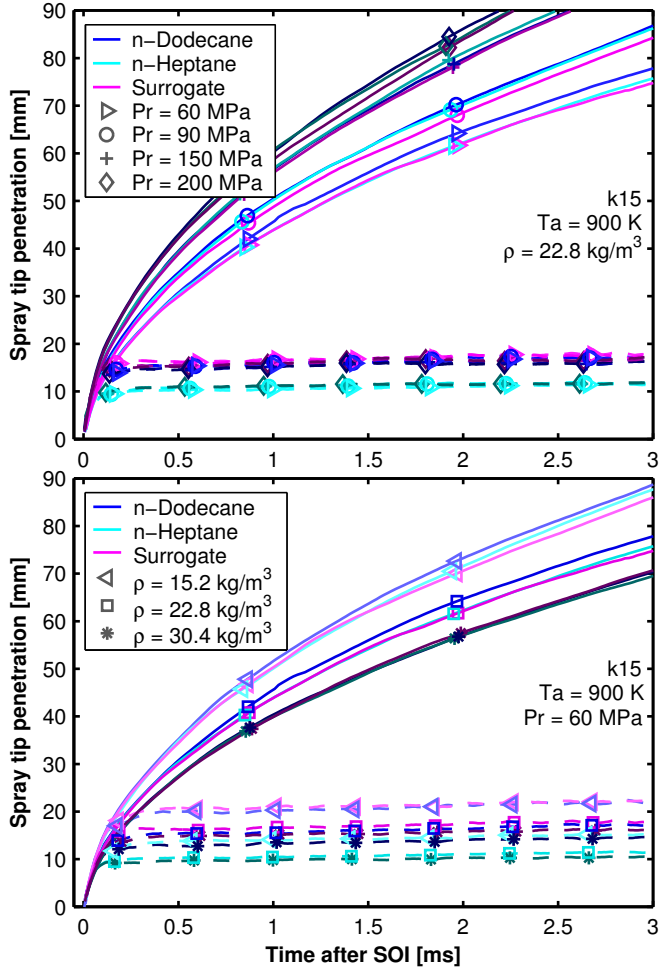 90
80
70
60
50
40
30
20
10
0
Spray tip penetration [mm]
n−Dodecane
n−Heptane
Surrogate
Pr = 60 MPa
Pr = 90 MPa
Pr = 150 MPa
Pr = 200 MPa
k15
Ta = 900 K
ρ = 22.8 kg/m³
0 0.5 1 1.5 2 2.5 3
90
80
70
60
50
40
30
20
10
0
Spray tip penetration [mm]
n−Dodecane
n−Heptane
Surrogate
ρ = 15.2 kg/m³
ρ = 22.8 kg/m³
ρ = 30.4 kg/m³
k15
Ta = 900 K
Pr = 60 MPa
0 0.5 1 1.5 2 2.5 3
Time after SOI [ms]